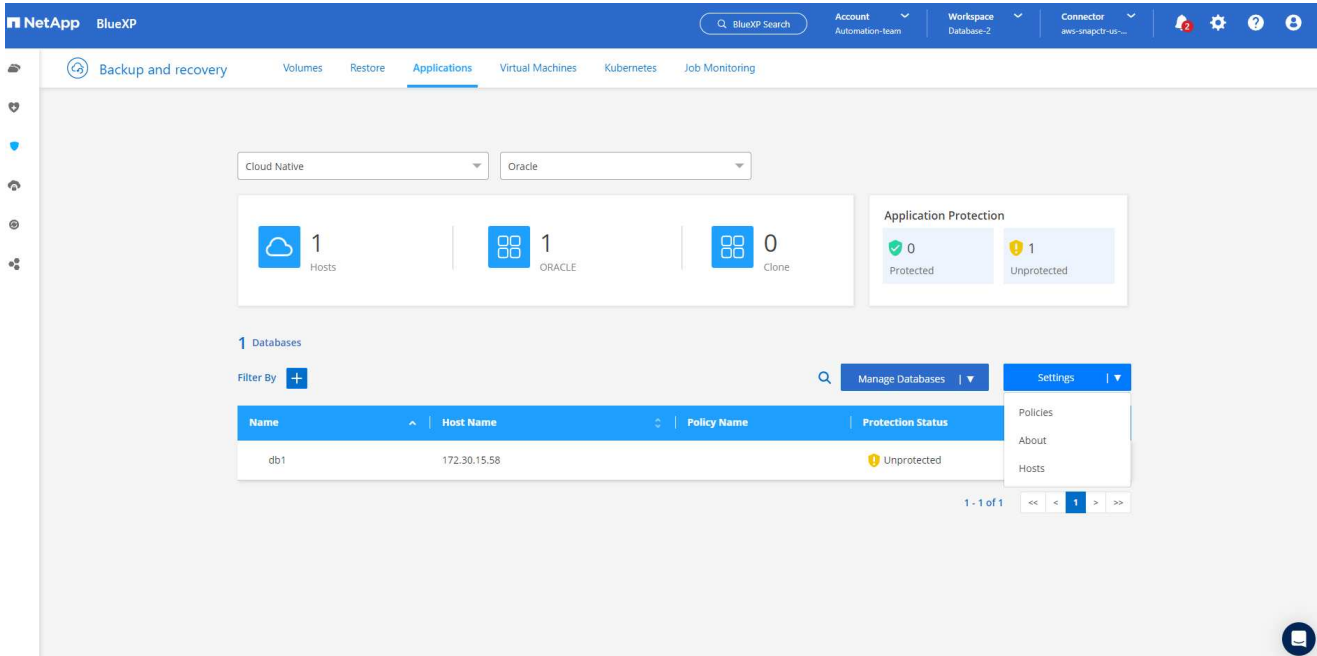 NetApp BlueXP
BlueXP Search
Account
Automation-team
Workspace
Database-2
Connector
aws-snapctr-us-...
2
Backup and recovery
Volumes Restore Applications Virtual Machines Kubernetes Job Monitoring
Cloud Native
Oracle
1
Hosts
1
ORACLE
0
Clone
Application Protection
0
Protected
1
Unprotected
1 Databases
Filter By +
Manage Databases | ▼
Settings | ▼
Policies
About
Hosts
Name Host Name Policy Name Protection Status
db1 172.30.15.58 Unprotected
1 - 1 of 1 << < 1 > >>